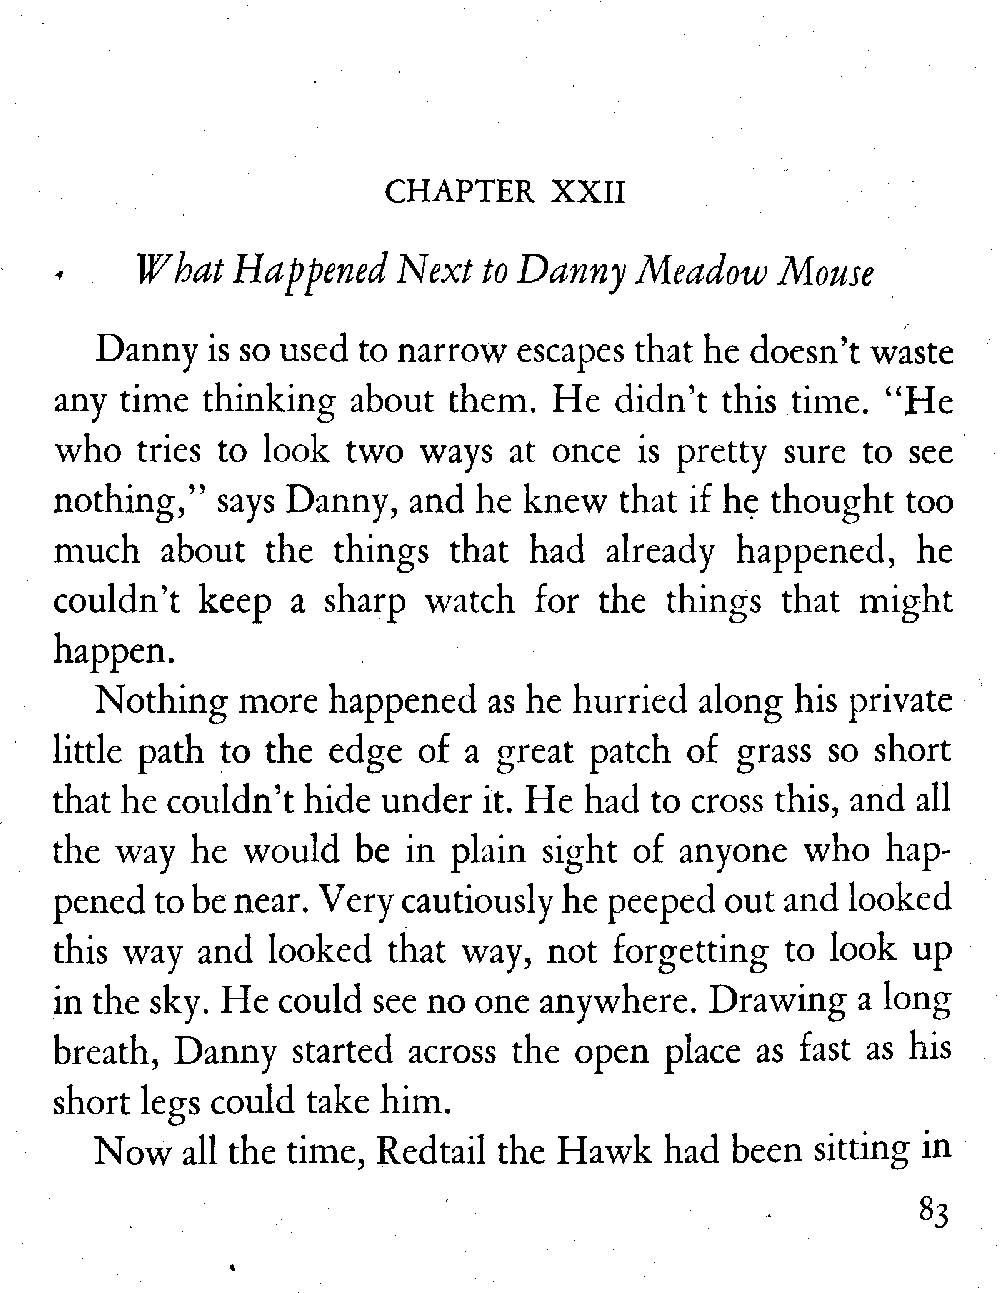 CHAPTER XXII
What Happened Next to Danny Meadow Mouse
Danny is so used to narrow escapes that he doesn't waste
any time thinking about them. He didn't this time. “He
who tries to look two ways at once is pretty sure to see
nothing,” says Danny, and he knew that if he thought too
much about the things that had already happened, he
couldn't keep a sharp watch for the things that might
happen.
Nothing more happened as he hurried along his private
little path to the edge of a great patch of grass so short
that he couldn't hide under it. He had to cross this, and all
the way he would be in plain sight of anyone who hap-
pened to be near. Very cautiously he peeped out and looked
this way and looked that way, not forgetting to look up
in the sky. He could see no one anywhere. Drawing a long
breath, Danny started across the open place as fast as his
short legs could take him.
Now all the time, Redtail the Hawk had been sitting in
83